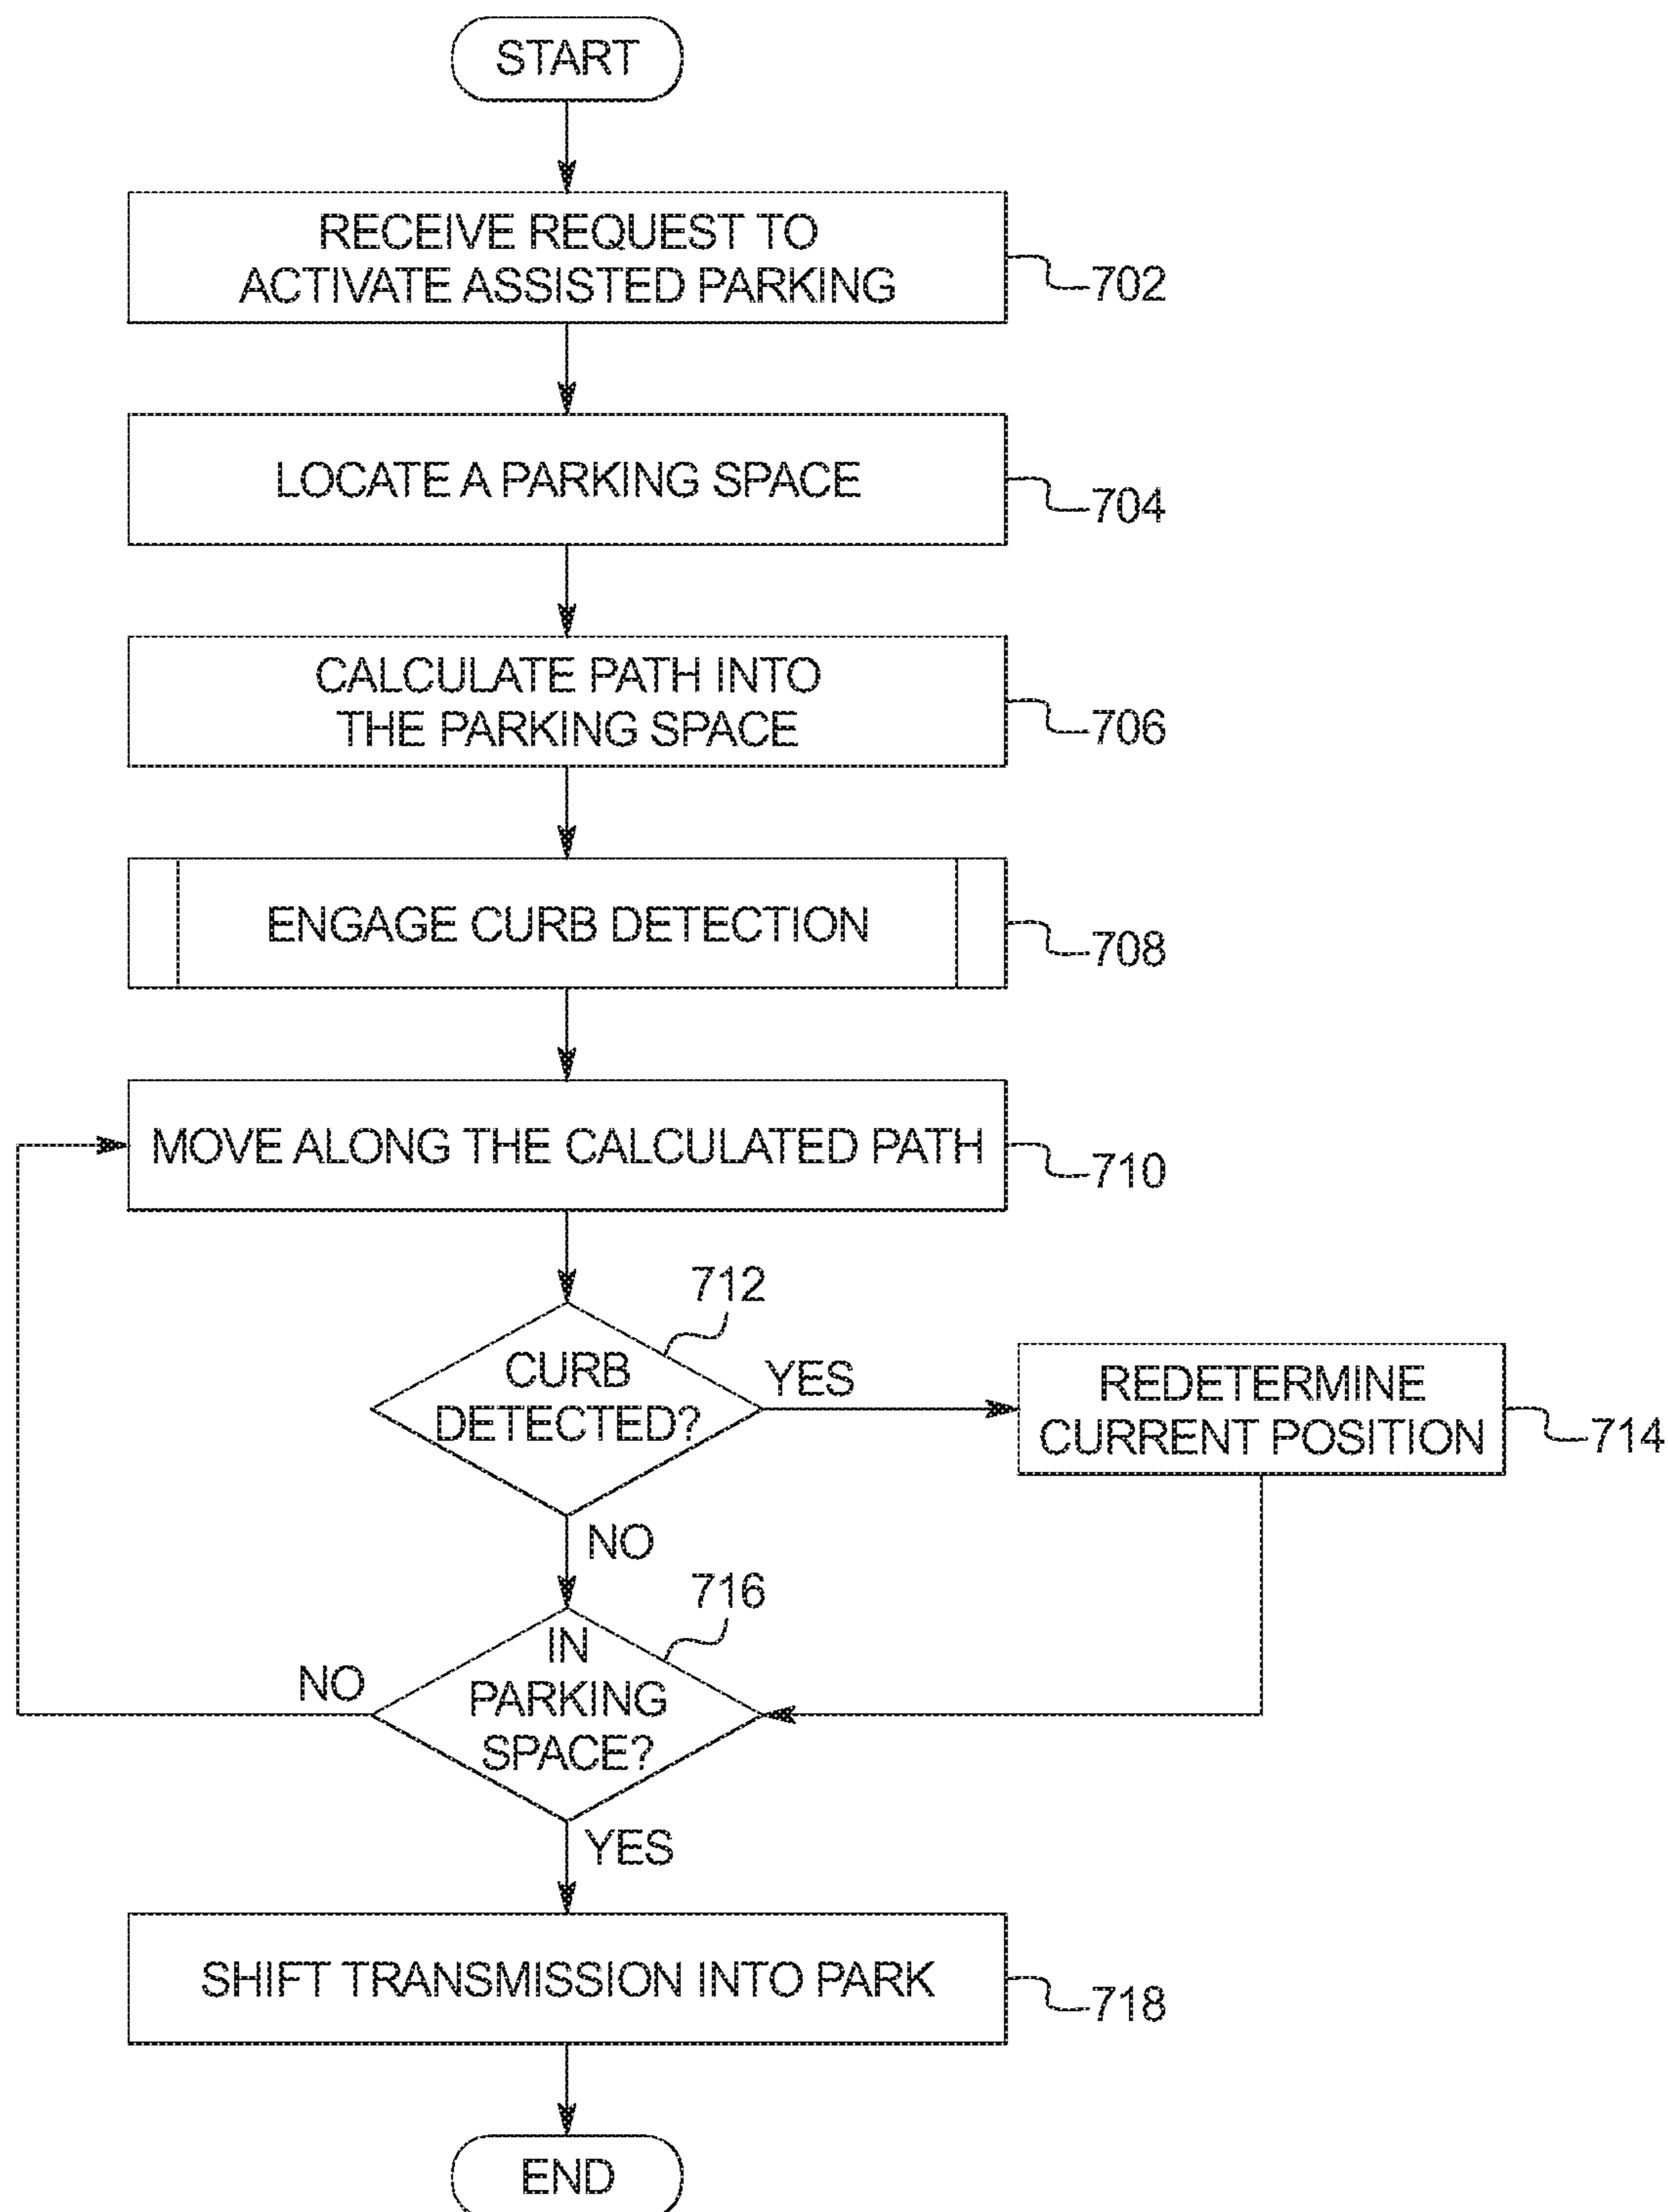 START
RECEIVE REQUEST TO
ACTIVATE ASSISTED PARKING
702
LOCATE A PARKING SPACE
704
CALCULATE PATH INTO
THE PARKING SPACE
706
ENGAGE CURB DETECTION
708
MOVE ALONG THE CALCULATED PATH
710
712
CURB
DETECTED?
YES
REDETERMINE
CURRENT POSITION
714
NO
716
IN
PARKING
SPACE?
NO
YES
SHIFT TRANSMISSION INTO PARK
718
END